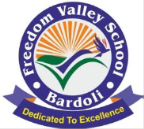 Freedom Valley School
Bardoli
Dedicated To Excellence